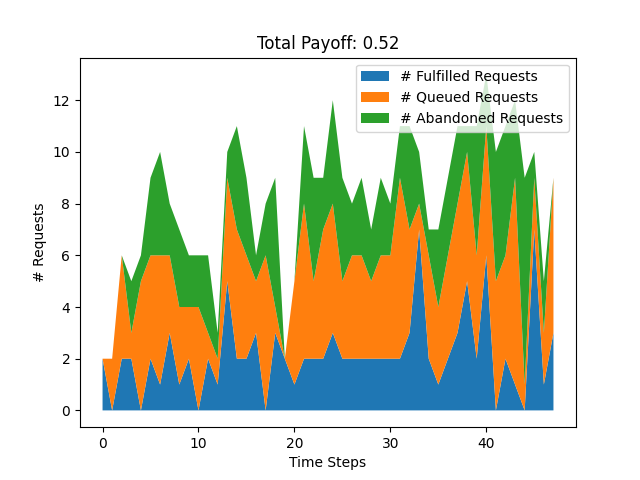 Total Payoff: 0.52
# Fulfilled Requests
# Queued Requests
# Abandoned Requests
# Requests
12
10
8
6
4
2
0
0 10 20 30 40
Time Steps